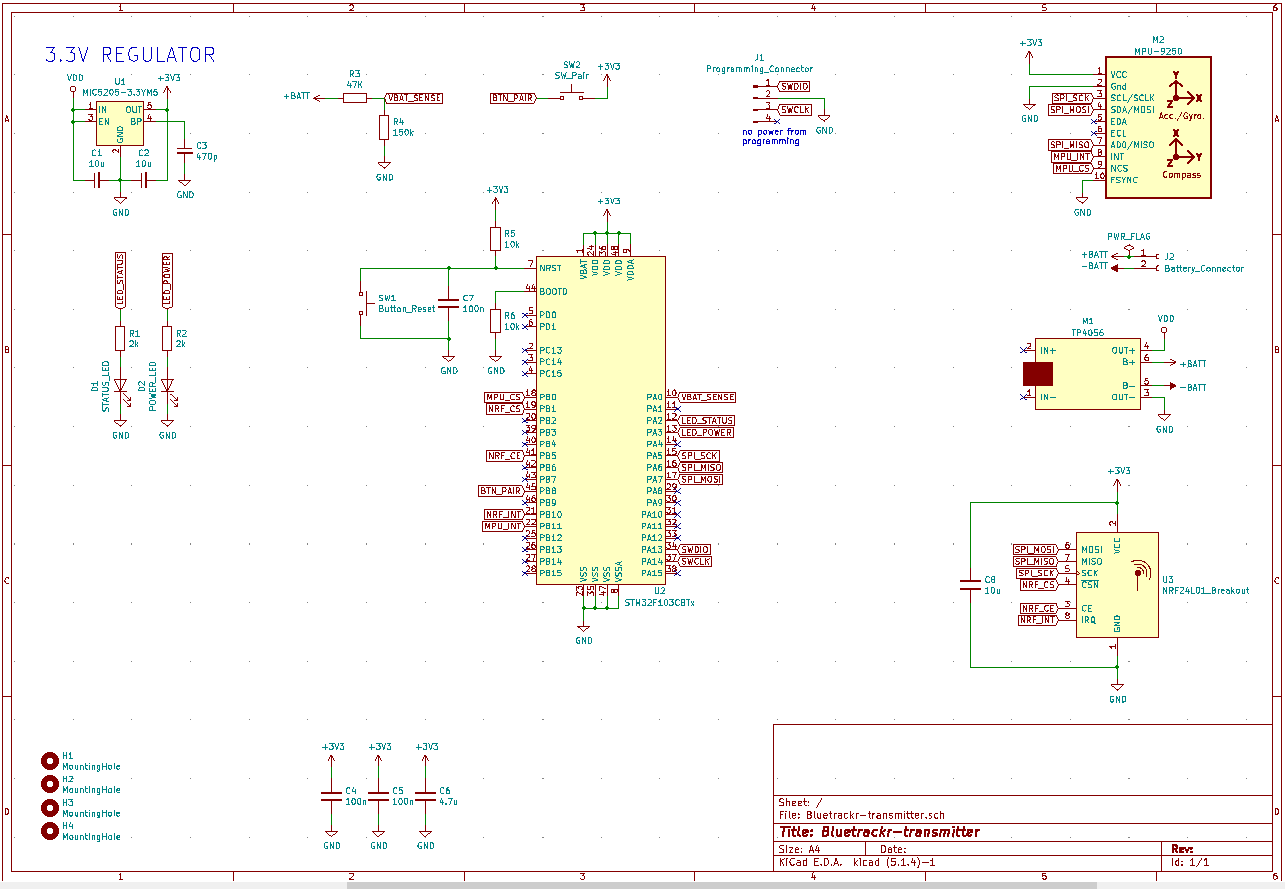 1 2 3 4 5 6
A
B
C
D
3.3V REGULATOR
VDD
U1
+3V3
MIC5205-3.3YM5
1 IN OUT 5
3 EN BP 4
GND
2
C1
10u
C2
10u
C3
470p
GND
GND
+BATT
R3
47K
VBAT_SENSE
R4
150k
GND
SW2
SW_Pair
+3V3
BTN_PAIR
J1
Programming_Connector
1 SWDIO
2
3 SWCLK
4
GND
no power from
programming
+3V3
M2
MPU-9250
1 VCC
2 Gnd
SPI_SCK 3 SCL/SCLK
SPI_MOSI 4 SDA/MOSI
5 EDA
6 ECL
SPI_MISO 7 AD0/MISO
MPU_INT 8 INT
MPU_CS 9 NCS
10 FSYNC
Y
X
Z
Acc./Gyro.
X
Y
Z
Compass
GND
GND
PWR_FLAG
+BATT 1 J2
-BATT 2 Battery_Connector
M1
TP4056
VDD
2 IN+ OUT+ 4
B+ 6 +BATT
B- 5 -BATT
1 IN- OUT- 3
GND
LED_STATUS
LED_POWER
R1
2k
R2
2k
D1
STATUS_LED
D2
POWER_LED
GND
GND
+3V3
R5
10k
+3V3
SW1
Button_Reset
C7
100n
R6
10k
GND
GND
1 VBAT
24 VDD
36 VDD
48 VDD
9 VDDA
7 NRST
44 BOOT0
5 PD0
6 PD1
2 PC13
3 PC14
4 PC15
MPU_CS 18 PB0
NRF_CS 19 PB1
20 PB2
39 PB3
40 PB4
NRF_CE 41 PB5
42 PB6
43 PB7
BTN_PAIR 45 PB8
46 PB9
NRF_INT 21 PB10
MPU_INT 22 PB11
25 PB12
26 PB13
27 PB14
28 PB15
PA0 10 VBAT_SENSE
PA1 11
PA2 12 LED_STATUS
PA3 13 LED_POWER
PA4 14
PA5 15 SPI_SCK
PA6 16 SPI_MISO
PA7 17 SPI_MOSI
PA8 29
PA9 30
PA10 31
PA11 32
PA12 33
PA13 34 SWDIO
PA14 37 SWCLK
PA15 38
VSS 23
VSS 35
VSS 47
VSSA 8
U2
STM32F103CBTx
GND
+3V3
2
VCC
SPI_MOSI 6 MOSI
SPI_MISO 7 MISO
SPI_SCK 5 SCK
NRF_CS 4 CSN
NRF_CE 3 CE
NRF_INT 8 IRQ
GND
1
U3
NRF24L01_Breakout
C8
10u
GND
H1
MountingHole
H2
MountingHole
H3
MountingHole
H4
MountingHole
+3V3
C4
100n
GND
+3V3
C5
100n
GND
+3V3
C6
4.7u
GND
Sheet: /
File: Bluetrackr-transmitter.sch
Title: Bluetrackr-transmitter
Size: A4 Date: Rev:
KiCad E.D.A. kicad (5.1.4)-1 Id: 1/1
A
B
C
D
1 2 3 4 5 6